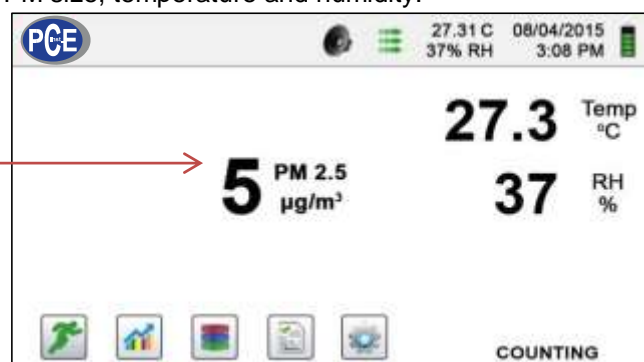 PM size, temperature and humidity.
PCE
27.31 C 08/04/2015
37% RH 3:08 PM
27.3 Temp ºC
5 PM 2.5 µg/m³
37 RH %
COUNTING